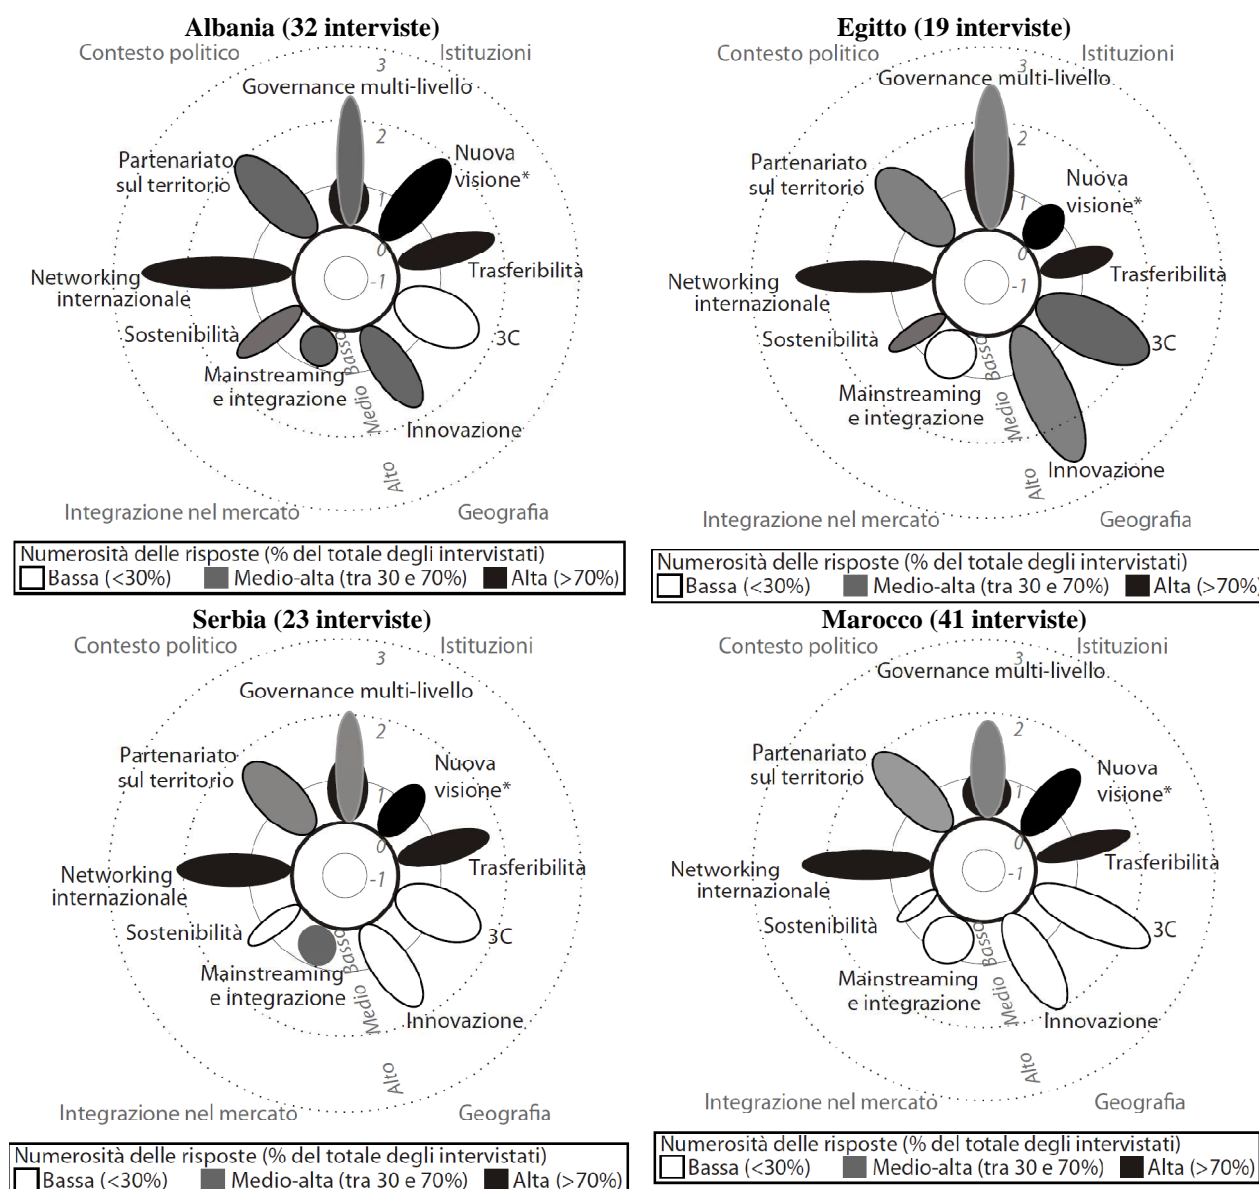 Albania (32 interviste)
Contesto politico
Istituzioni
3
Governance multi-livello
2
Partenariato
sul territorio
Nuova
visione*
1
0
-1
Trasferibilità
Networking
internazionale
Sostenibilità
3C
Mainstreaming
e integrazione
Basso
Medio
Alto
Innovazione
Integrazione nel mercato
Geografia
Numerosità delle risposte (% del totale degli intervistati)
Bassa (<30%) Medio-alta (tra 30 e 70%) Alta (>70%)
Egitto (19 interviste)
Contesto politico
Istituzioni
3
Governance multi-livello
2
Partenariato
sul territorio
Nuova
visione*
1
0
-1
Trasferibilità
Networking
internazionale
Sostenibilità
3C
Mainstreaming
e integrazione
Basso
Medio
Alto
Innovazione
Integrazione nel mercato
Geografia
Numerosità delle risposte (% del totale degli intervistati)
Bassa (<30%) Medio-alta (tra 30 e 70%) Alta (>70%)
Serbia (23 interviste)
Contesto politico
Istituzioni
3
Governance multi-livello
2
Partenariato
sul territorio
Nuova
visione*
1
0
-1
Trasferibilità
Networking
internazionale
Sostenibilità
3C
Mainstreaming
e integrazione
Basso
Medio
Alto
Innovazione
Integrazione nel mercato
Geografia
Numerosità delle risposte (% del totale degli intervistati)
Bassa (<30%) Medio-alta (tra 30 e 70%) Alta (>70%)
Marocco (41 interviste)
Contesto politico
Istituzioni
3
Governance multi-livello
2
Partenariato
sul territorio
Nuova
visione*
1
0
-1
Trasferibilità
Networking
internazionale
Sostenibilità
3C
Mainstreaming
e integrazione
Basso
Medio
Alto
Innovazione
Integrazione nel mercato
Geografia
Numerosità delle risposte (% del totale degli intervistati)
Bassa (<30%) Medio-alta (tra 30 e 70%) Alta (>70%)